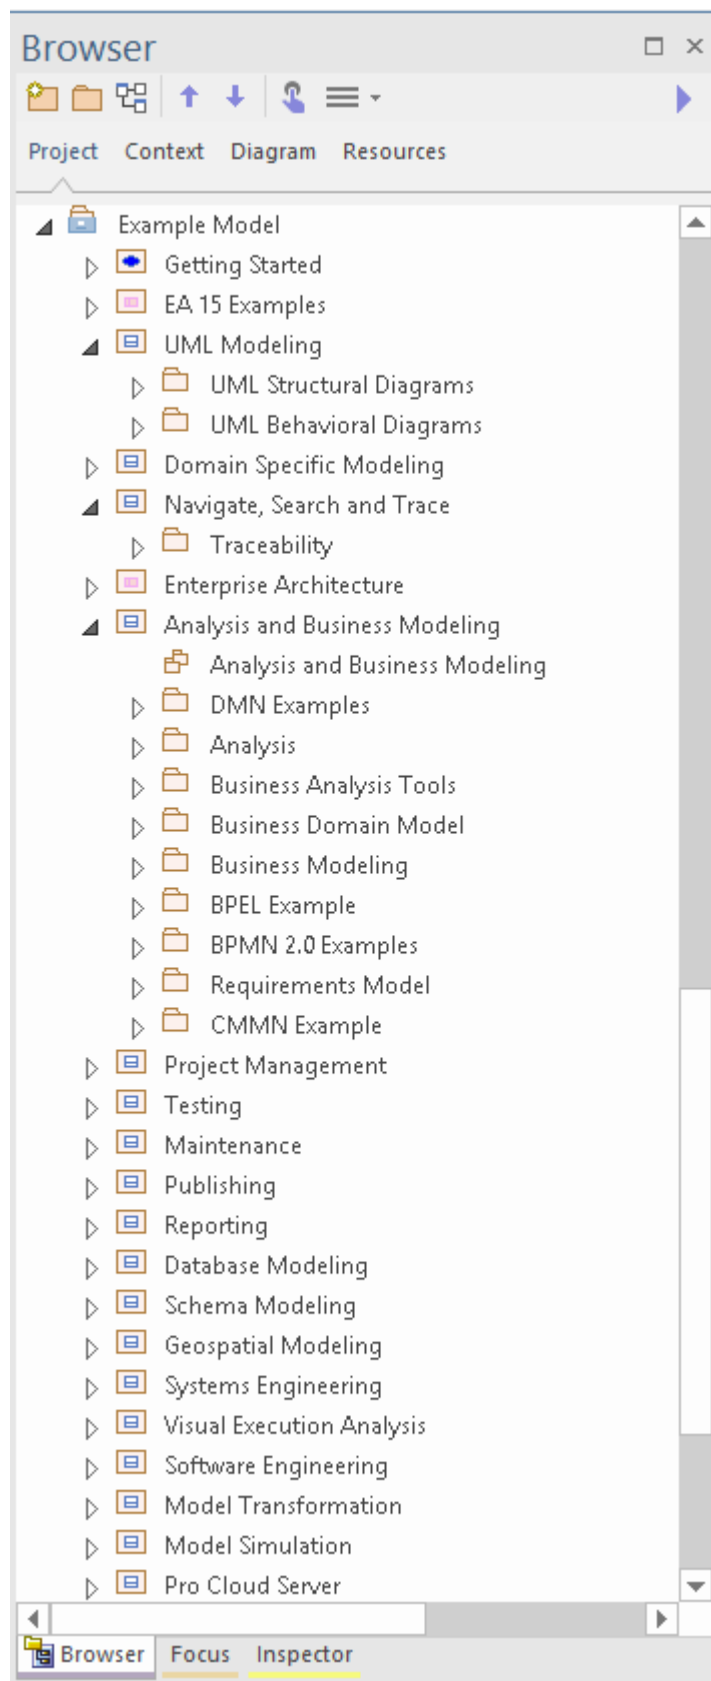 Browser
Project Context Diagram Resources
Example Model
Getting Started
EA 15 Examples
UML Modeling
UML Structural Diagrams
UML Behavioral Diagrams
Domain Specific Modeling
Navigate, Search and Trace
Traceability
Enterprise Architecture
Analysis and Business Modeling
Analysis and Business Modeling
DMN Examples
Analysis
Business Analysis Tools
Business Domain Model
Business Modeling
BPEL Example
BPMN 2.0 Examples
Requirements Model
CMMN Example
Project Management
Testing
Maintenance
Publishing
Reporting
Database Modeling
Schema Modeling
Geospatial Modeling
Systems Engineering
Visual Execution Analysis
Software Engineering
Model Transformation
Model Simulation
Pro Cloud Server
Browser Focus Inspector